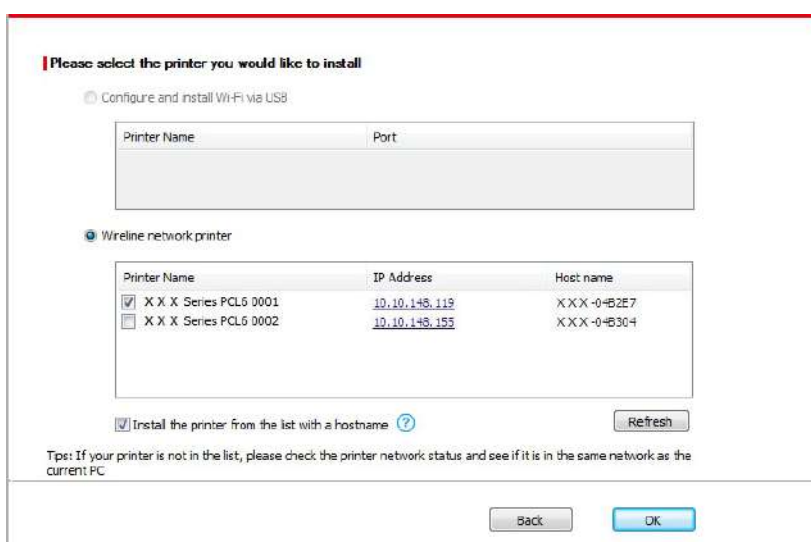 Please select the printer you would like to install
Configure and install Wi-Fi via USB
Printer Name Port
Wireline network printer
Printer Name IP Address Host name
X X X Series PCL6 0001 10.10.148.119 X X X -04B2E7
X X X Series PCL6 0002 10.10.148.155 X X X -04B304
Install the printer from the list with a hostname ?
Refresh
Tips: If your printer is not in the list, please check the printer network status and see if it is in the same network as the
current PC
Back OK